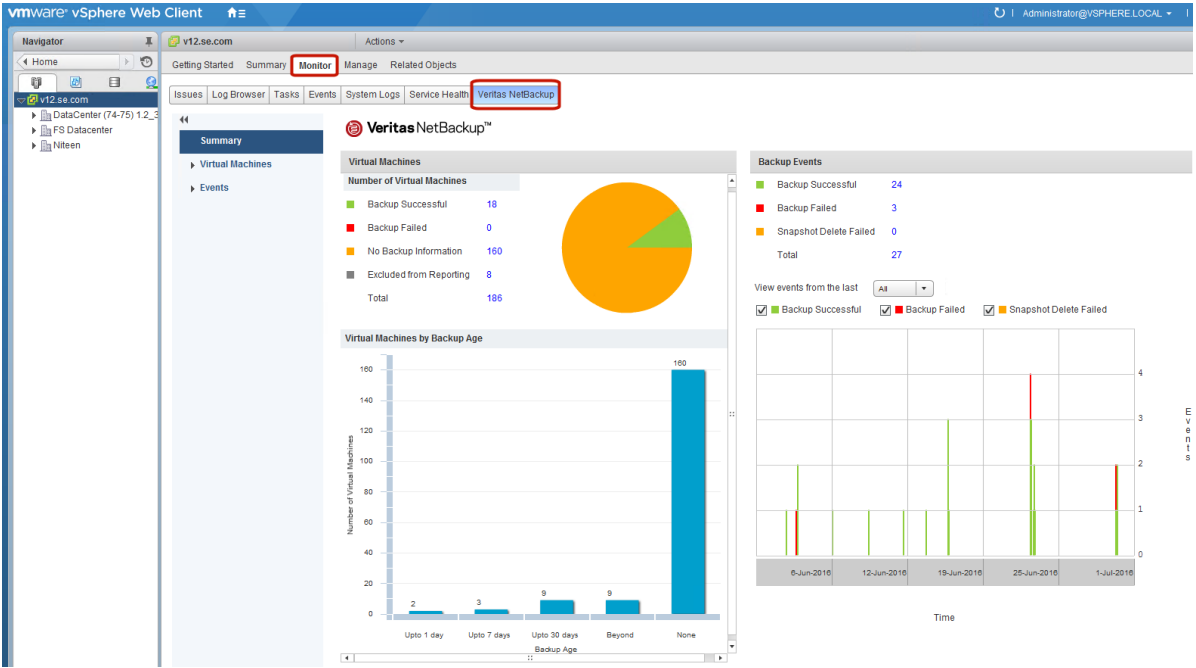 vmware® vSphere Web Client
Administrator@VSPHERE.LOCAL
Navigator
Home
v12.se.com
DataCenter (74-75) 1.2_3
FS Datacenter
Niteen
v12.se.com
Actions
Getting Started Summary Monitor Manage Related Objects
Issues Log Browser Tasks Events System Logs Service Health Veritas NetBackup
Summary
Virtual Machines
Events
Veritas NetBackup™
Virtual Machines
Number of Virtual Machines
Backup Successful 18
Backup Failed 0
No Backup Information 160
Excluded from Reporting 8
Total 186
Virtual Machines by Backup Age
Number of Virtual Machines
160
140
120
100
80
60
40
20
0
2
3
9
9
160
Upto 1 day Upto 7 days Upto 30 days Beyond None
Backup Age
Backup Events
Backup Successful 24
Backup Failed 3
Snapshot Delete Failed 0
Total 27
View events from the last All
Backup Successful Backup Failed Snapshot Delete Failed
4
3
2
1
0
Events
6-Jun-2016 12-Jun-2016 19-Jun-2016 25-Jun-2016 1-Jul-2016
Time